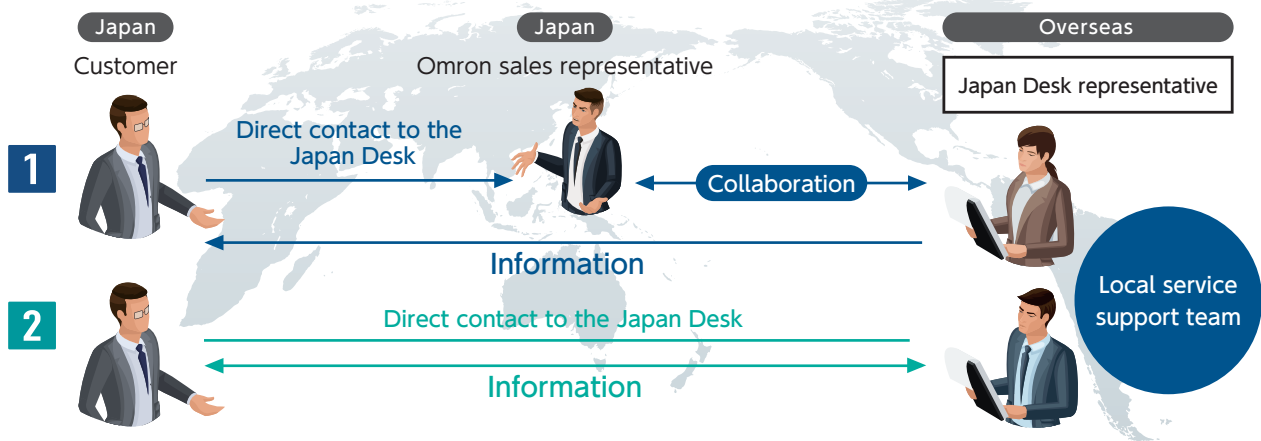 Japan
Japan
Overseas
Customer
Omron sales representative
Japan Desk representative
1
Direct contact to the
Japan Desk
Collaboration
Information
Local service
support team
2
Direct contact to the Japan Desk
Information